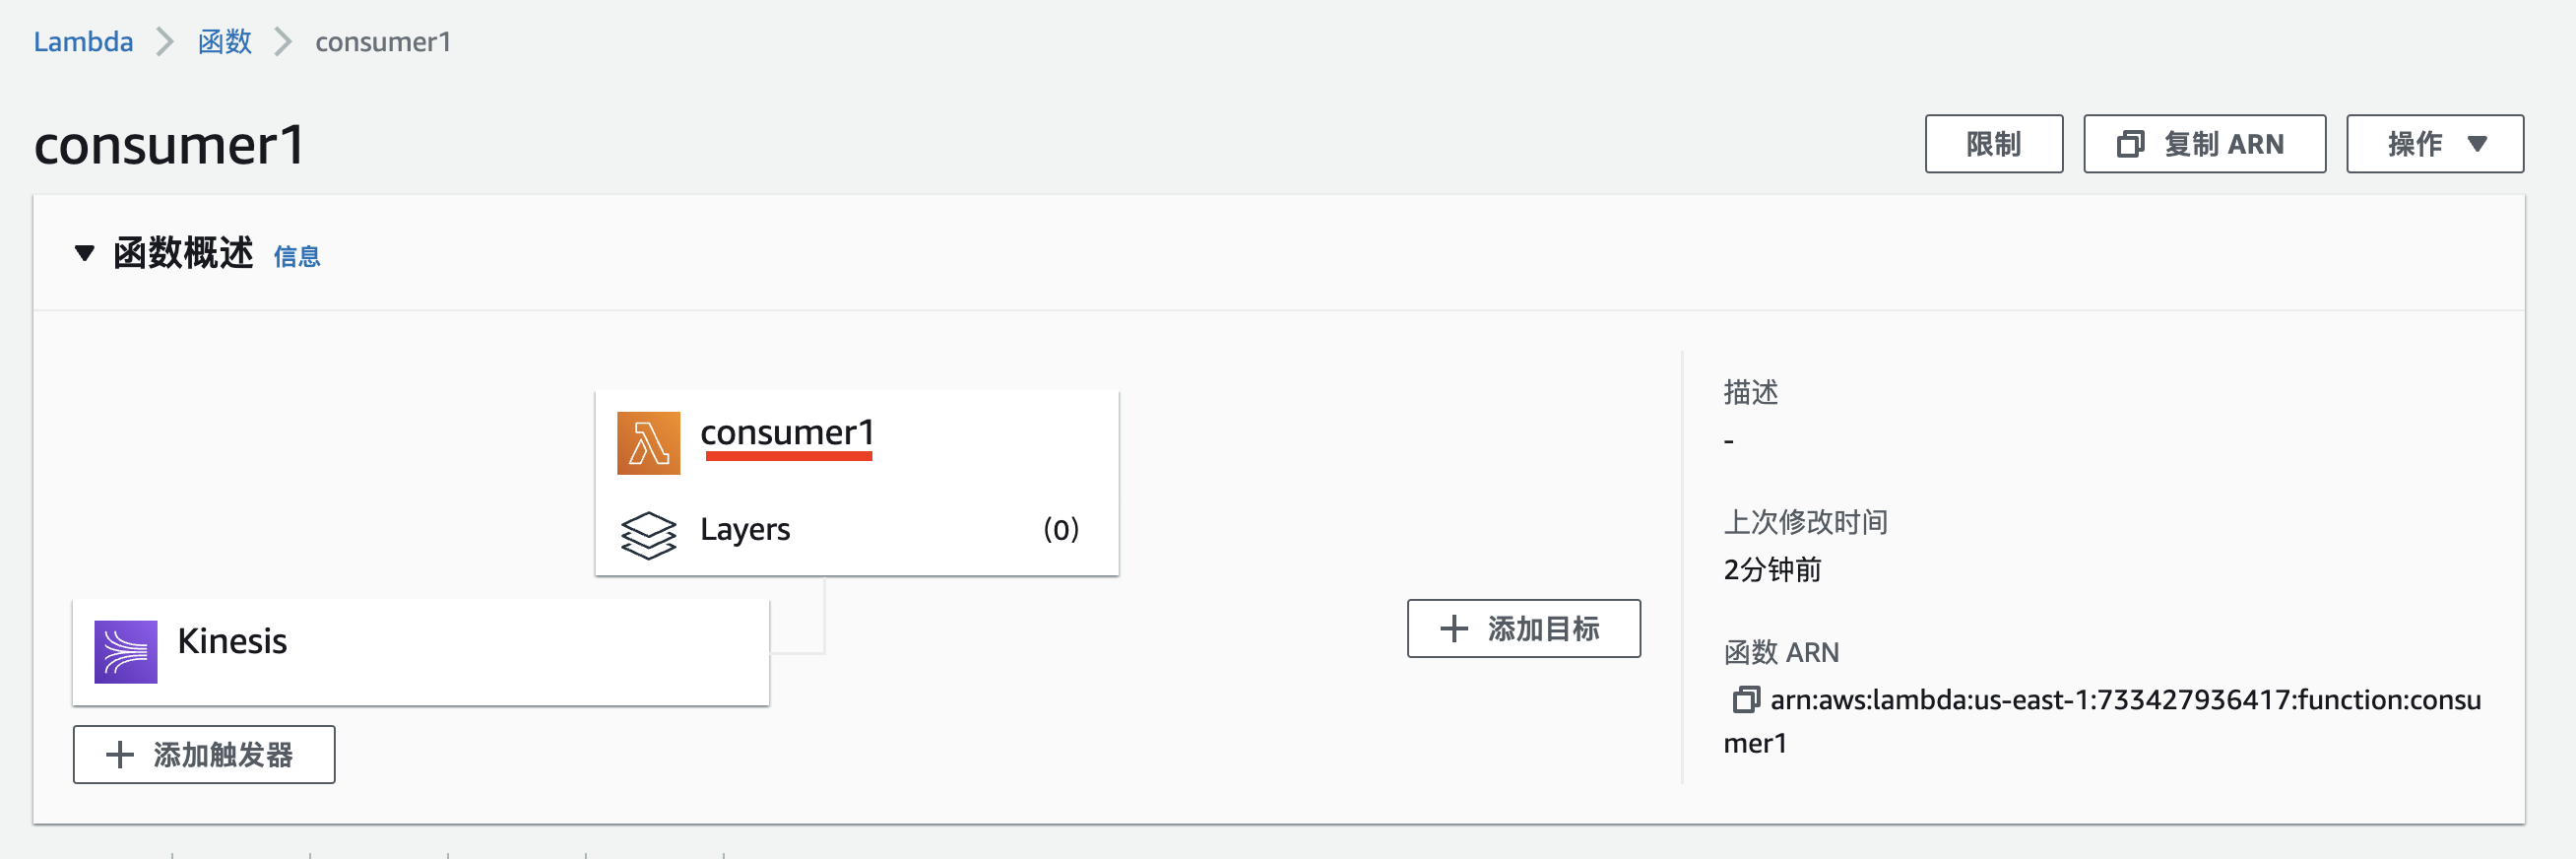 Lambda 函数 consumer1
consumer1
限制 复制 ARN 操作
函数概述 信息
consumer1
Layers (0)
Kinesis
添加触发器
添加目标
描述
-
上次修改时间
2分钟前
函数 ARN
arn:aws:lambda:us-east-1:733427936417:function:consu
mer1